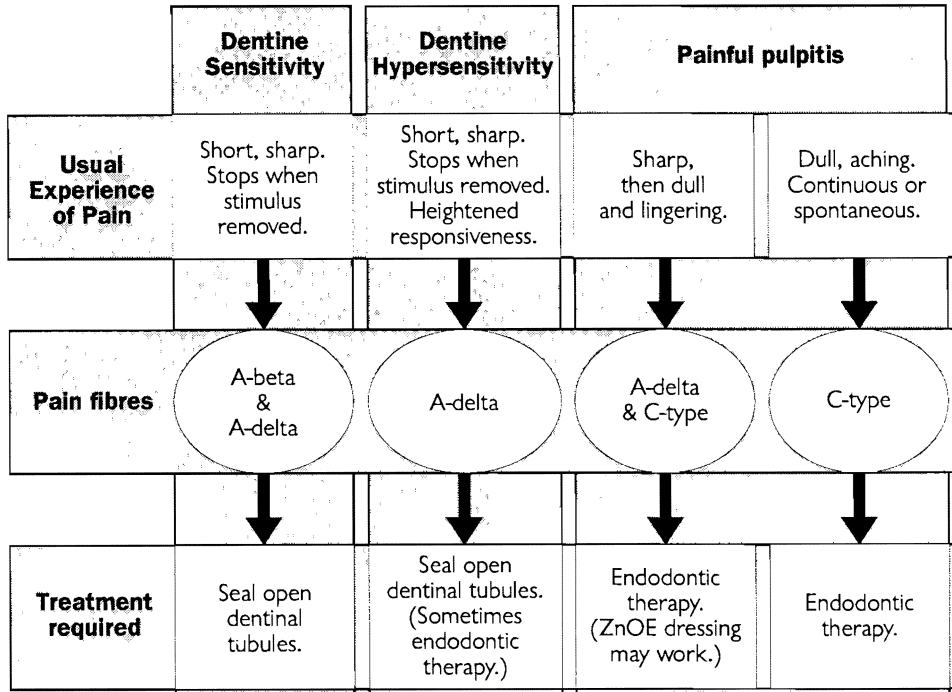 Dentine
Sensitivity
Dentine
Hypersensitivity
Painful pulpitis
Usual
Experience
of Pain
Short, sharp.
Stops when
stimulus
removed.
Short, sharp.
Stops when
stimulus removed.
Heightened
responsiveness.
Sharp,
then dull
and lingering.
Dull, aching.
Continuous or
spontaneous.
Pain fibres
A-beta
&
A-delta
A-delta
A-delta
& C-type
C-type
Treatment
required
Seal open
dentinal
tubules.
Seal open
dentinal tubules.
(Sometimes
endodontic
therapy.)
Endodontic
therapy.
(ZnOE dressing
may work.)
Endodontic
therapy.